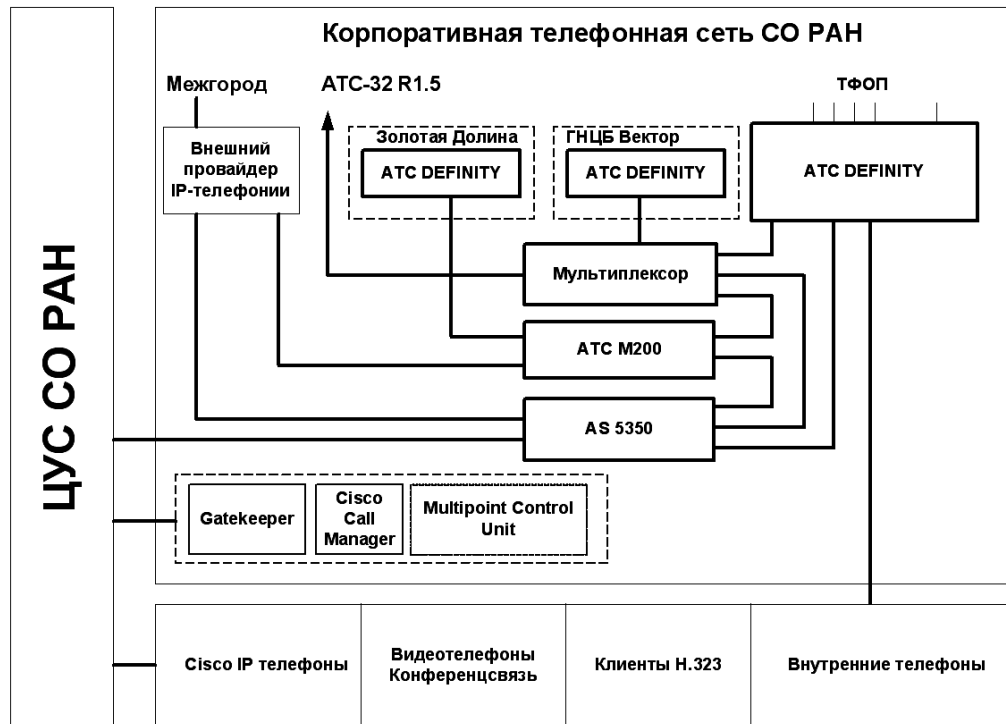 Корпоративная телефонная сеть СО РАН
Межгород
АТС-32 R1.5
ТФОП
Внешний
провайдер
IP-телефонии
Золотая Долина
АТС DEFINITY
ГНЦБ Вектор
АТС DEFINITY
АТС DEFINITY
Мультиплексор
АТС М200
AS 5350
ЦУС СО РАН
Gatekeeper
Cisco
Call
Manager
Multipoint Control
Unit
Cisco IP телефоны
Видеотелефоны
Конференцсвязь
Клиенты H.323
Внутренние телефоны